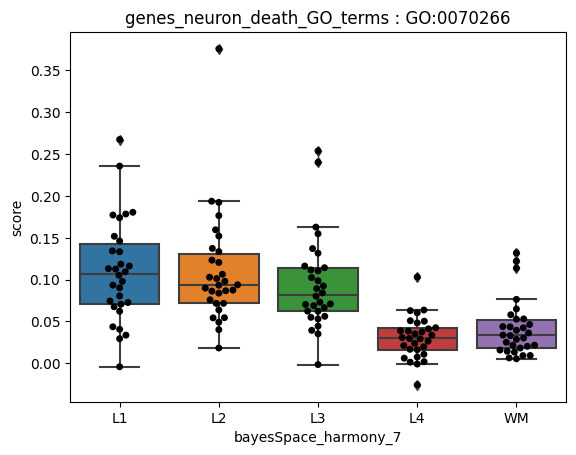 genes_neuron_death_GO_terms : GO:0070266
0.35
0.30
0.25
0.20
0.15
0.10
0.05
0.00
score
L1 L2 L3 L4 WM
bayesSpace_harmony_7